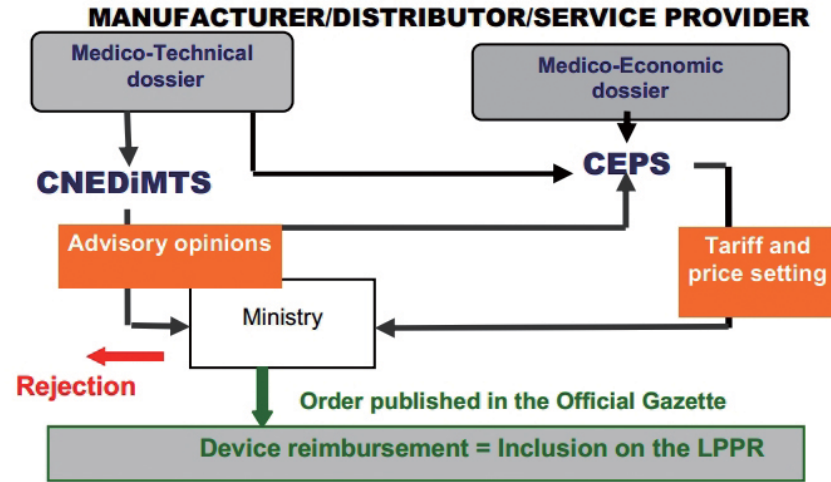 MANUFACTURER/DISTRIBUTOR/SERVICE PROVIDER
Medico-Technical
dossier
Medico-Economic
dossier
CNEDiMTS
CEPS
Advisory opinions
Tariff and
price setting
Ministry
Rejection
Order published in the Official Gazette
Device reimbursement = Inclusion on the LPPR